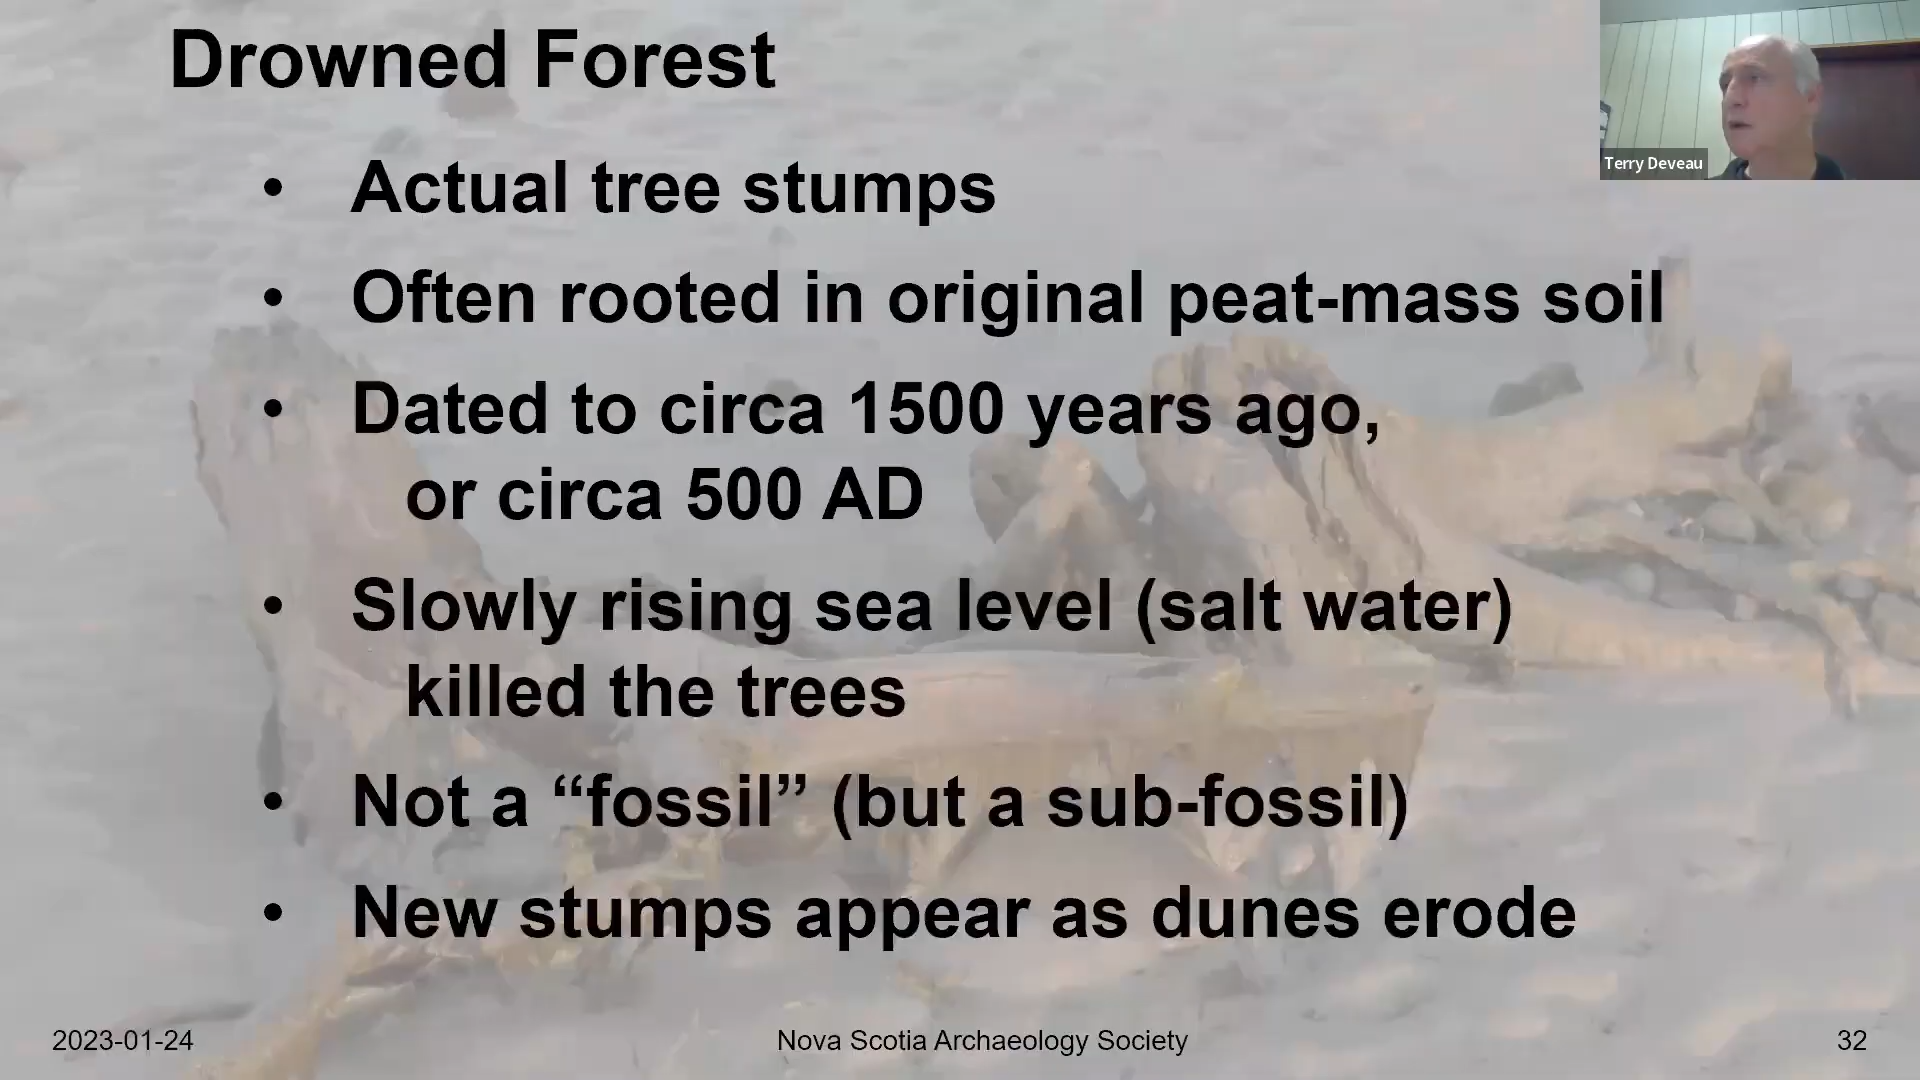 Drowned Forest
Terry Deveau
• Actual tree stumps
• Often rooted in original peat-mass soil
• Dated to circa 1500 years ago,
or circa 500 AD
• Slowly rising sea level (salt water)
killed the trees
• Not a “fossil” (but a sub-fossil)
• New stumps appear as dunes erode
2023-01-24
Nova Scotia Archaeology Society
32